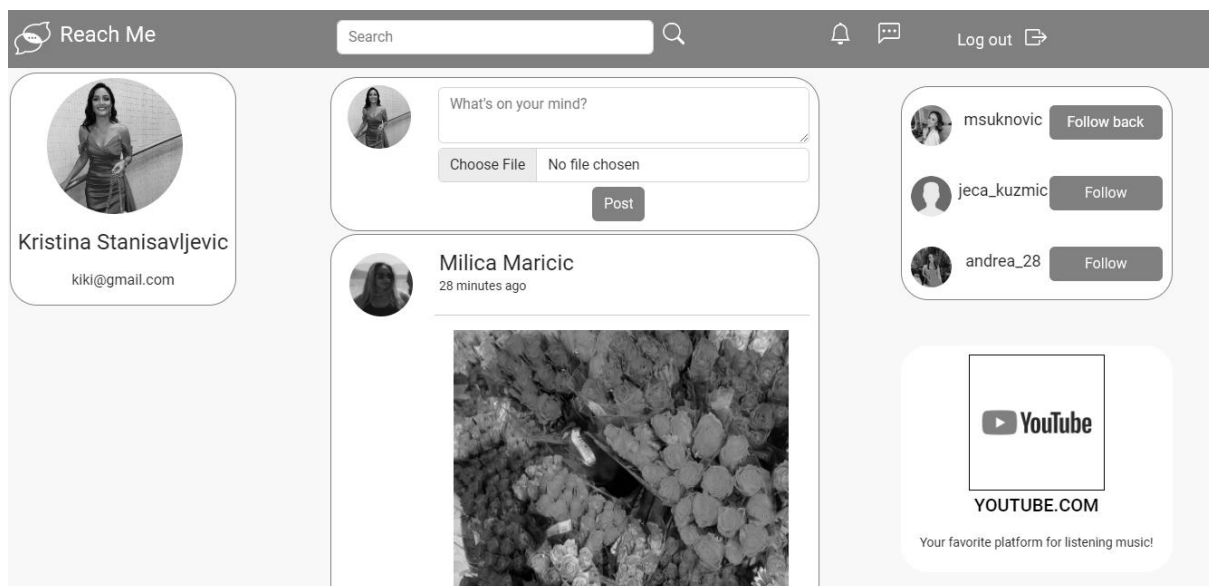 Reach Me
Search
Log out
Kristina Stanisavljevic
kiki@gmail.com
What's on your mind?
Choose File No file chosen
Post
Milica Maricic
28 minutes ago
msuknovic Follow back
jeca_kuzmic Follow
andrea_28 Follow
YouTube
YOUTUBE.COM
Your favorite platform for listening music!